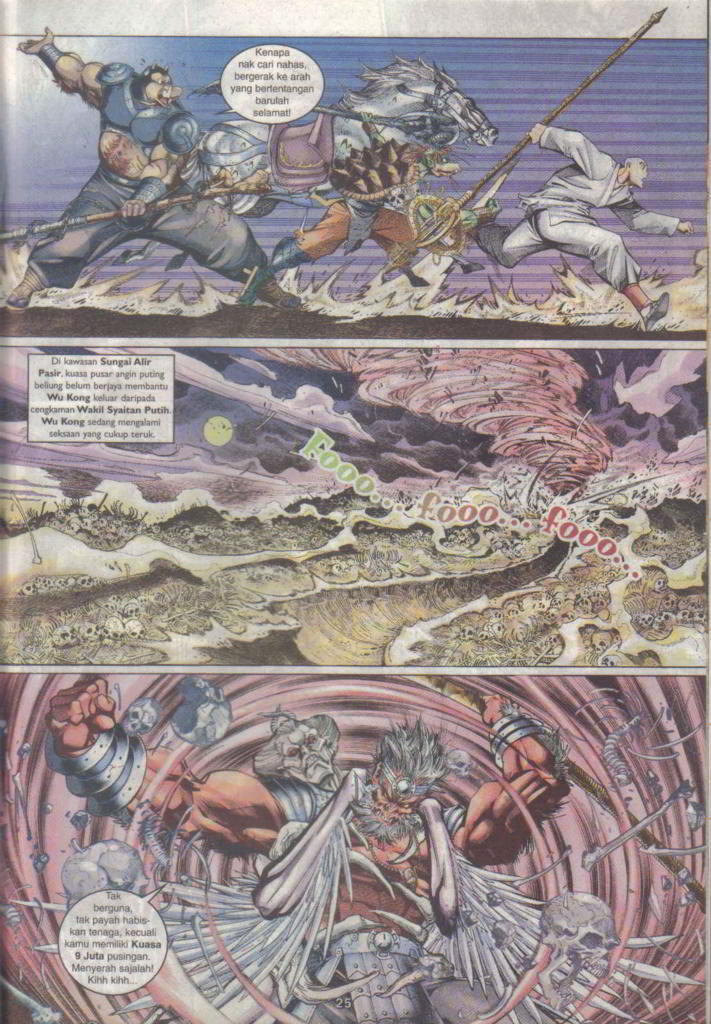 Kenapa
nak cari nahas,
bergerak ke arah
yang bertentangan
barulah
selamat!
Di kawasan Sungai Alir
Pasir, kuasa pusar angin puting
beliung belum berjaya membantu
Wu Kong keluar daripada
cengkaman Wakil Syaitan Putih.
Wu Kong sedang mengalami
seksaan yang cukup teruk.
Fooo... fooo... fooo...
Tak
berguna,
tak payah habis-
kan tenaga, kecuali
kamu memiliki Kuasa
9 Juta pusingan.
Menyerah sajalah!
Kihh kihh...
25